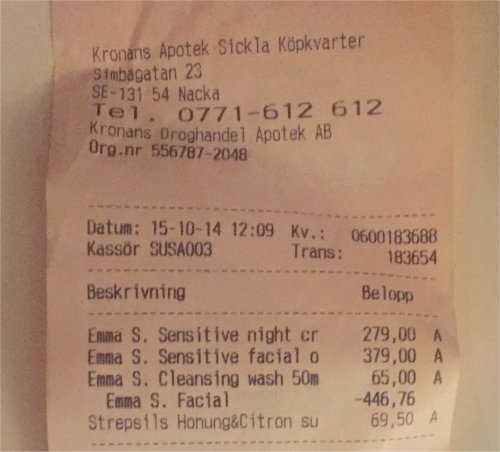 Kronans Apotek Sickla Köpkvarter
Simbagatan 23
SE-131 54 Nacka
Tel. 0771-612 612
Kronans Droghandel Apotek AB
Org.nr 556787-2048
Datum: 15-10-14 12:09 Kv.: 0600183688
Kassör SUSA003 Trans: 183654
Beskrivning Belopp
Emma S. Sensitive night cr 279,00 A
Emma S. Sensitive facial o 379,00 A
Emma S. Cleansing wash 50m 65,00 A
Emma S. Facial -446,76
Strepsils Honung&Citron su 69,50 A